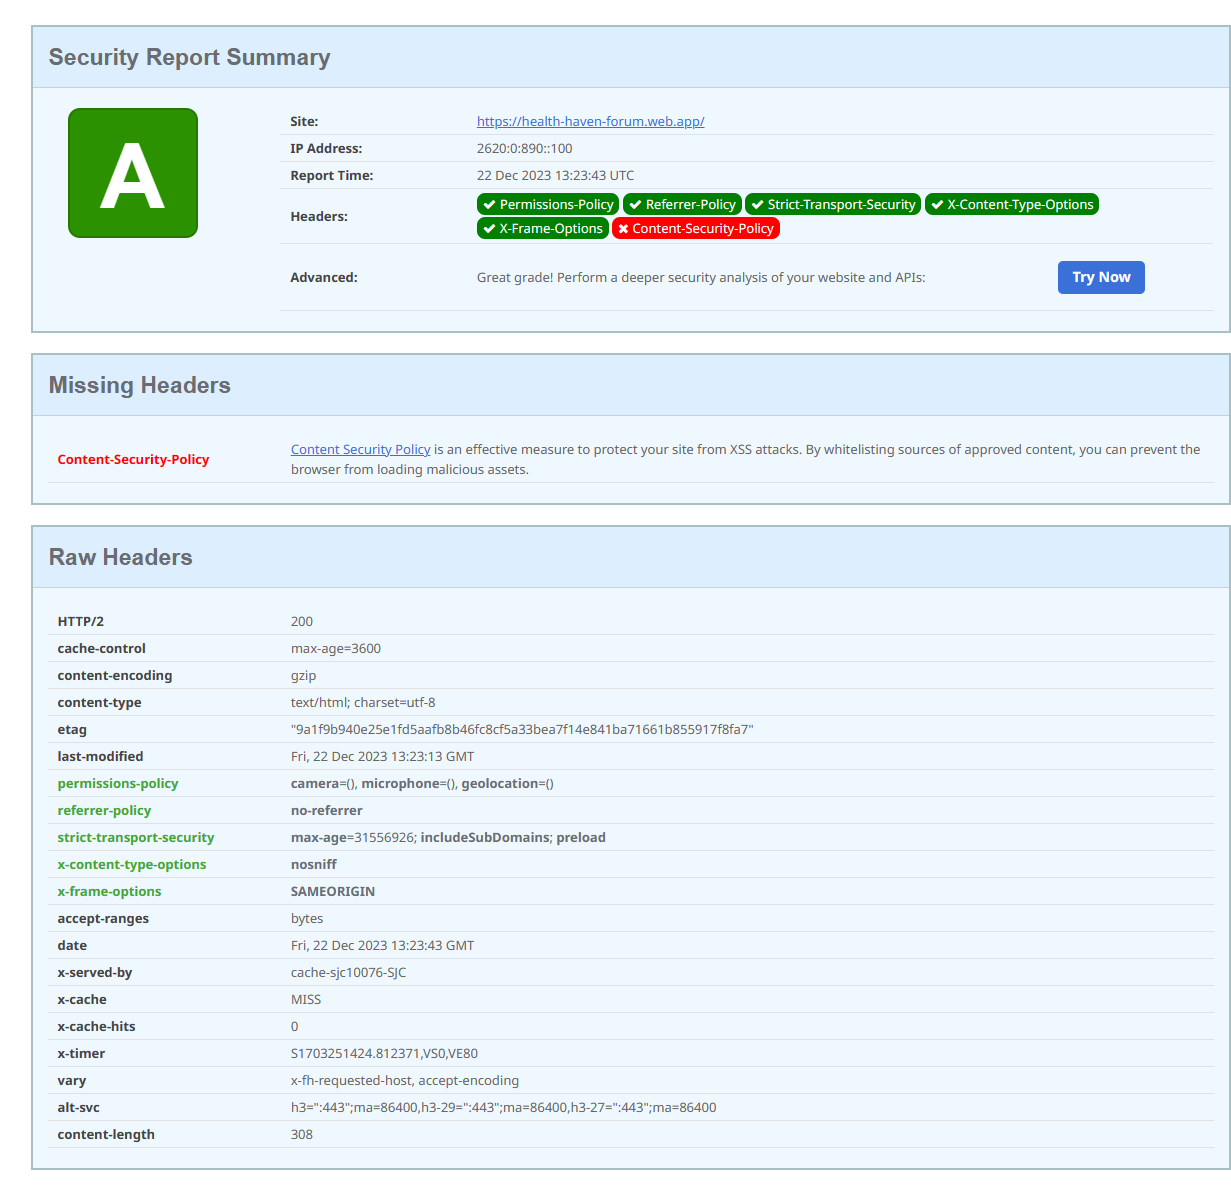 Security Report Summary
A
Site: https://health-haven-forum.web.app/
IP Address: 2620:0:890::100
Report Time: 22 Dec 2023 13:23:43 UTC
Headers: Permissions-Policy Referrer-Policy Strict-Transport-Security X-Content-Type-Options
X-Frame-Options Content-Security-Policy
Advanced: Great grade! Perform a deeper security analysis of your website and APIs: Try Now
Missing Headers
Content-Security-Policy Content Security Policy is an effective measure to protect your site from XSS attacks. By whitelisting sources of approved content, you can prevent the
browser from loading malicious assets.
Raw Headers
HTTP/2 200
cache-control max-age=3600
content-encoding gzip
content-type text/html; charset=utf-8
etag "9a1f9b940e25e1fd5aafb8b46fc8cf5a33bea7f14e841ba71661b855917f8fa7"
last-modified Fri, 22 Dec 2023 13:23:13 GMT
permissions-policy camera=(), microphone=(), geolocation=()
referrer-policy no-referrer
strict-transport-security max-age=31556926; includeSubDomains; preload
x-content-type-options nosniff
x-frame-options SAMEORIGIN
accept-ranges bytes
date Fri, 22 Dec 2023 13:23:43 GMT
x-served-by cache-sjc10076-SJC
x-cache MISS
x-cache-hits 0
x-timer S1703251424.812371,VS0,VE80
vary x-fh-requested-host, accept-encoding
alt-svc h3=":443";ma=86400,h3-29=":443";ma=86400,h3-27=":443";ma=86400
content-length 308